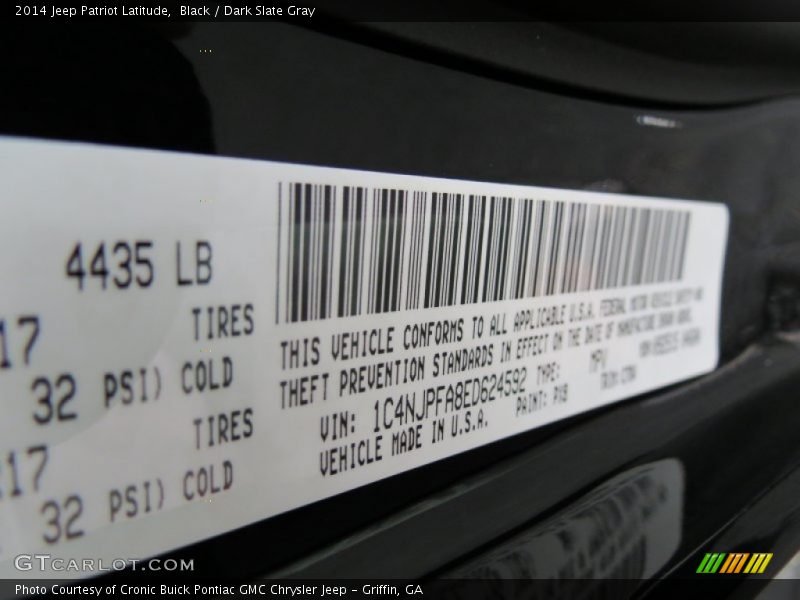 2014 Jeep Patriot Latitude, Black / Dark Slate Gray
4435 LB
17 TIRES
32 PSI) COLD
17 TIRES
32 PSI) COLD
THIS VEHICLE CONFORMS TO ALL APPLICABLE U.S.A. FEDERAL MOTOR VEHICLE SAFETY AND
THEFT PREVENTION STANDARDS IN EFFECT ON THE DATE OF MANUFACTURE SHOWN ABOVE.
VIN: 1C4NJPFA8ED624592 TYPE: MPV
VEHICLE MADE IN U.S.A. PAINT: PX8
GTCARLOT.COM
Photo Courtesy of Cronic Buick Pontiac GMC Chrysler Jeep - Griffin, GA